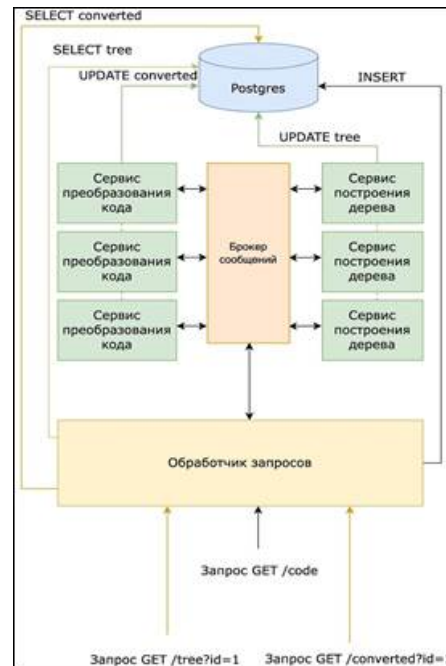 SELECT converted
SELECT tree
UPDATE converted
INSERT
Postgres
UPDATE tree
Сервис
преобразования
кода
Сервис
преобразования
кода
Сервис
преобразования
кода
Брокер
сообщений
Сервис
построения
дерева
Сервис
построения
дерева
Сервис
построения
дерева
Обработчик запросов
Запрос GET /code
Запрос GET /tree?id=1
Запрос GET /converted?id=